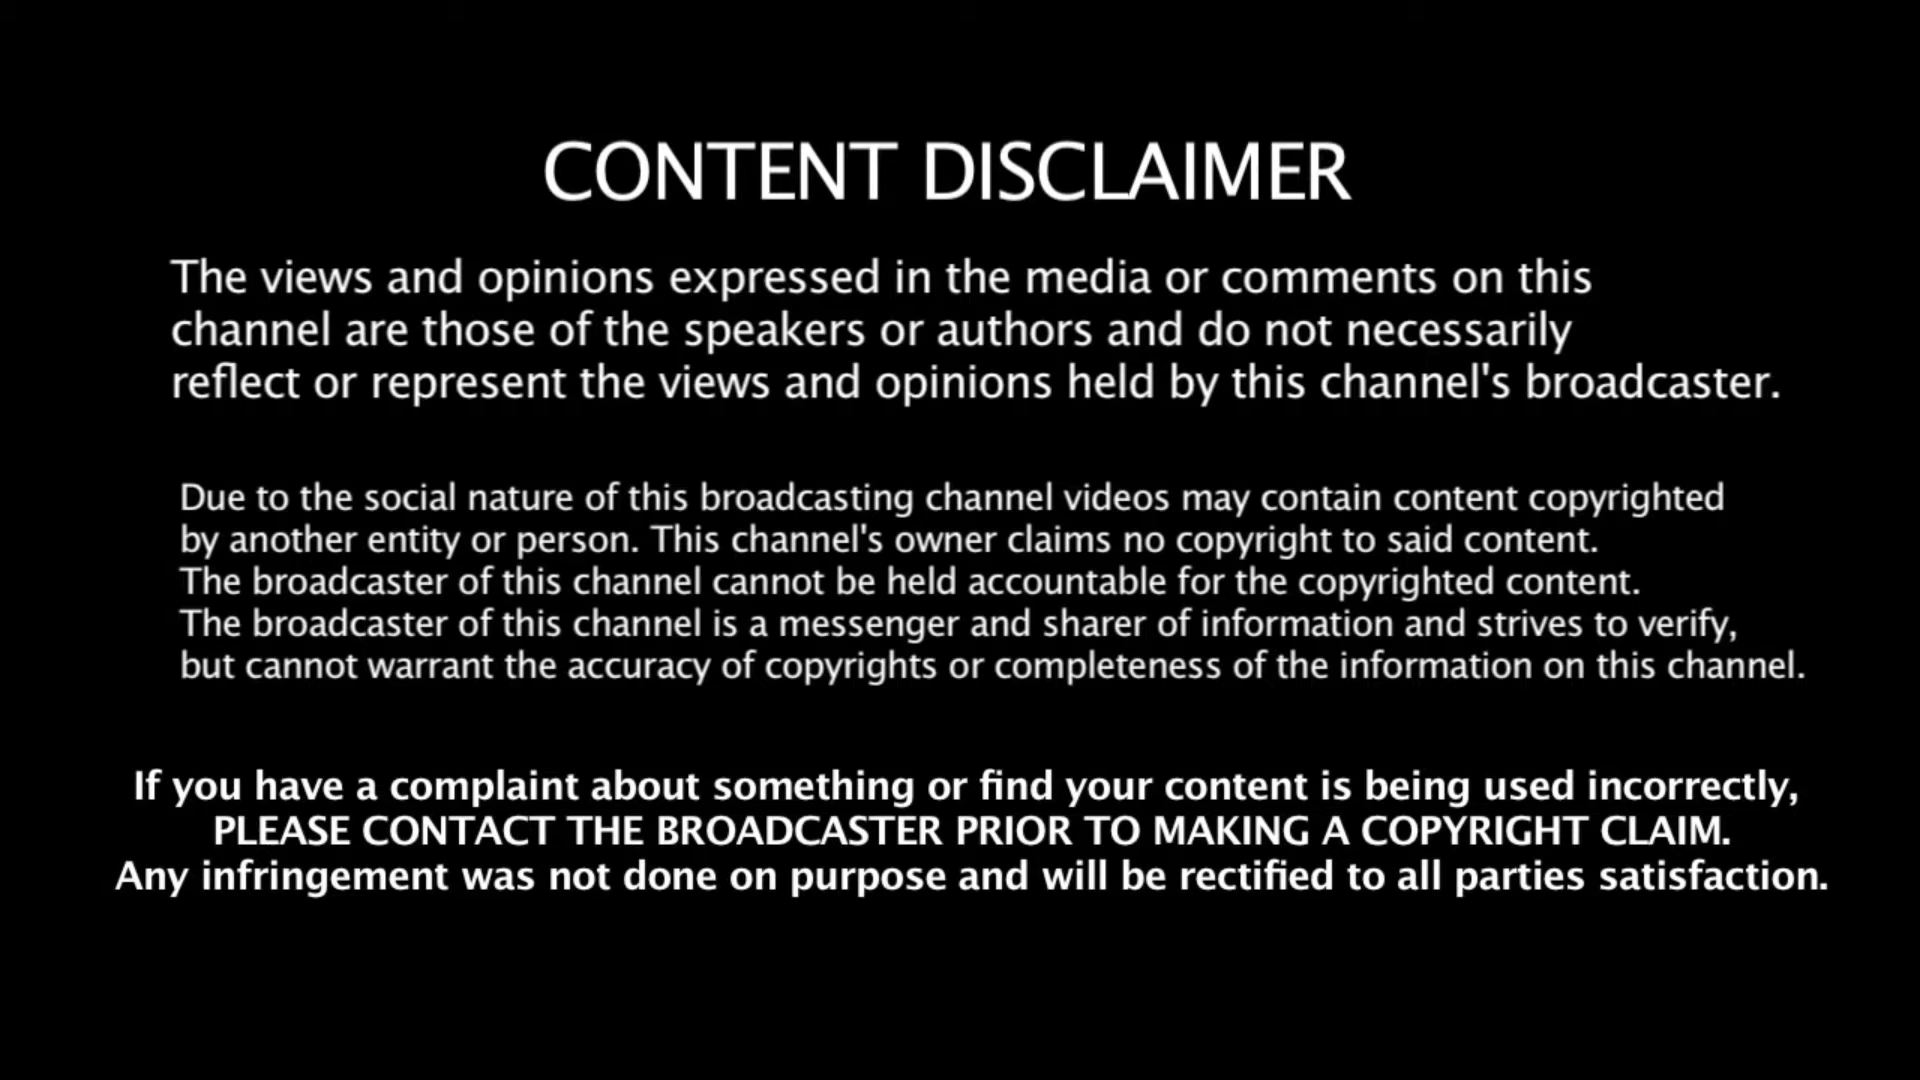 CONTENT DISCLAIMER
The views and opinions expressed in the media or comments on this
channel are those of the speakers or authors and do not necessarily
reflect or represent the views and opinions held by this channel's broadcaster.
Due to the social nature of this broadcasting channel videos may contain content copyrighted
by another entity or person. This channel's owner claims no copyright to said content.
The broadcaster of this channel cannot be held accountable for the copyrighted content.
The broadcaster of this channel is a messenger and sharer of information and strives to verify,
but cannot warrant the accuracy of copyrights or completeness of the information on this channel.
If you have a complaint about something or find your content is being used incorrectly,
PLEASE CONTACT THE BROADCASTER PRIOR TO MAKING A COPYRIGHT CLAIM.
Any infringement was not done on purpose and will be rectified to all parties satisfaction.